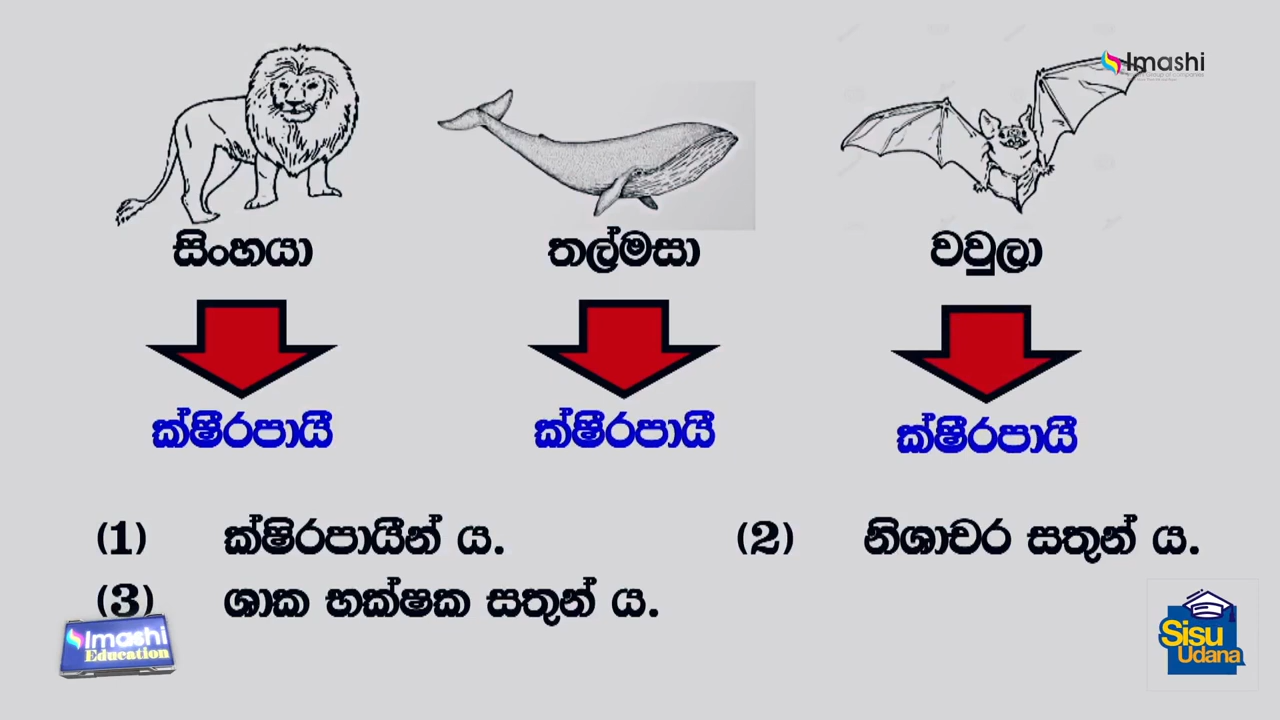 Imashi
සිංහයා තල්මසා වවුලා
ක්ෂීරපායී ක්ෂීරපායී ක්ෂීරපායී
(1) ක්ෂිරපායීන් ය. (2) නිශාචර සතුන් ය.
(3) ශාක භක්ෂක සතුන් ය.
Imashi
Education
Sisu
Udana